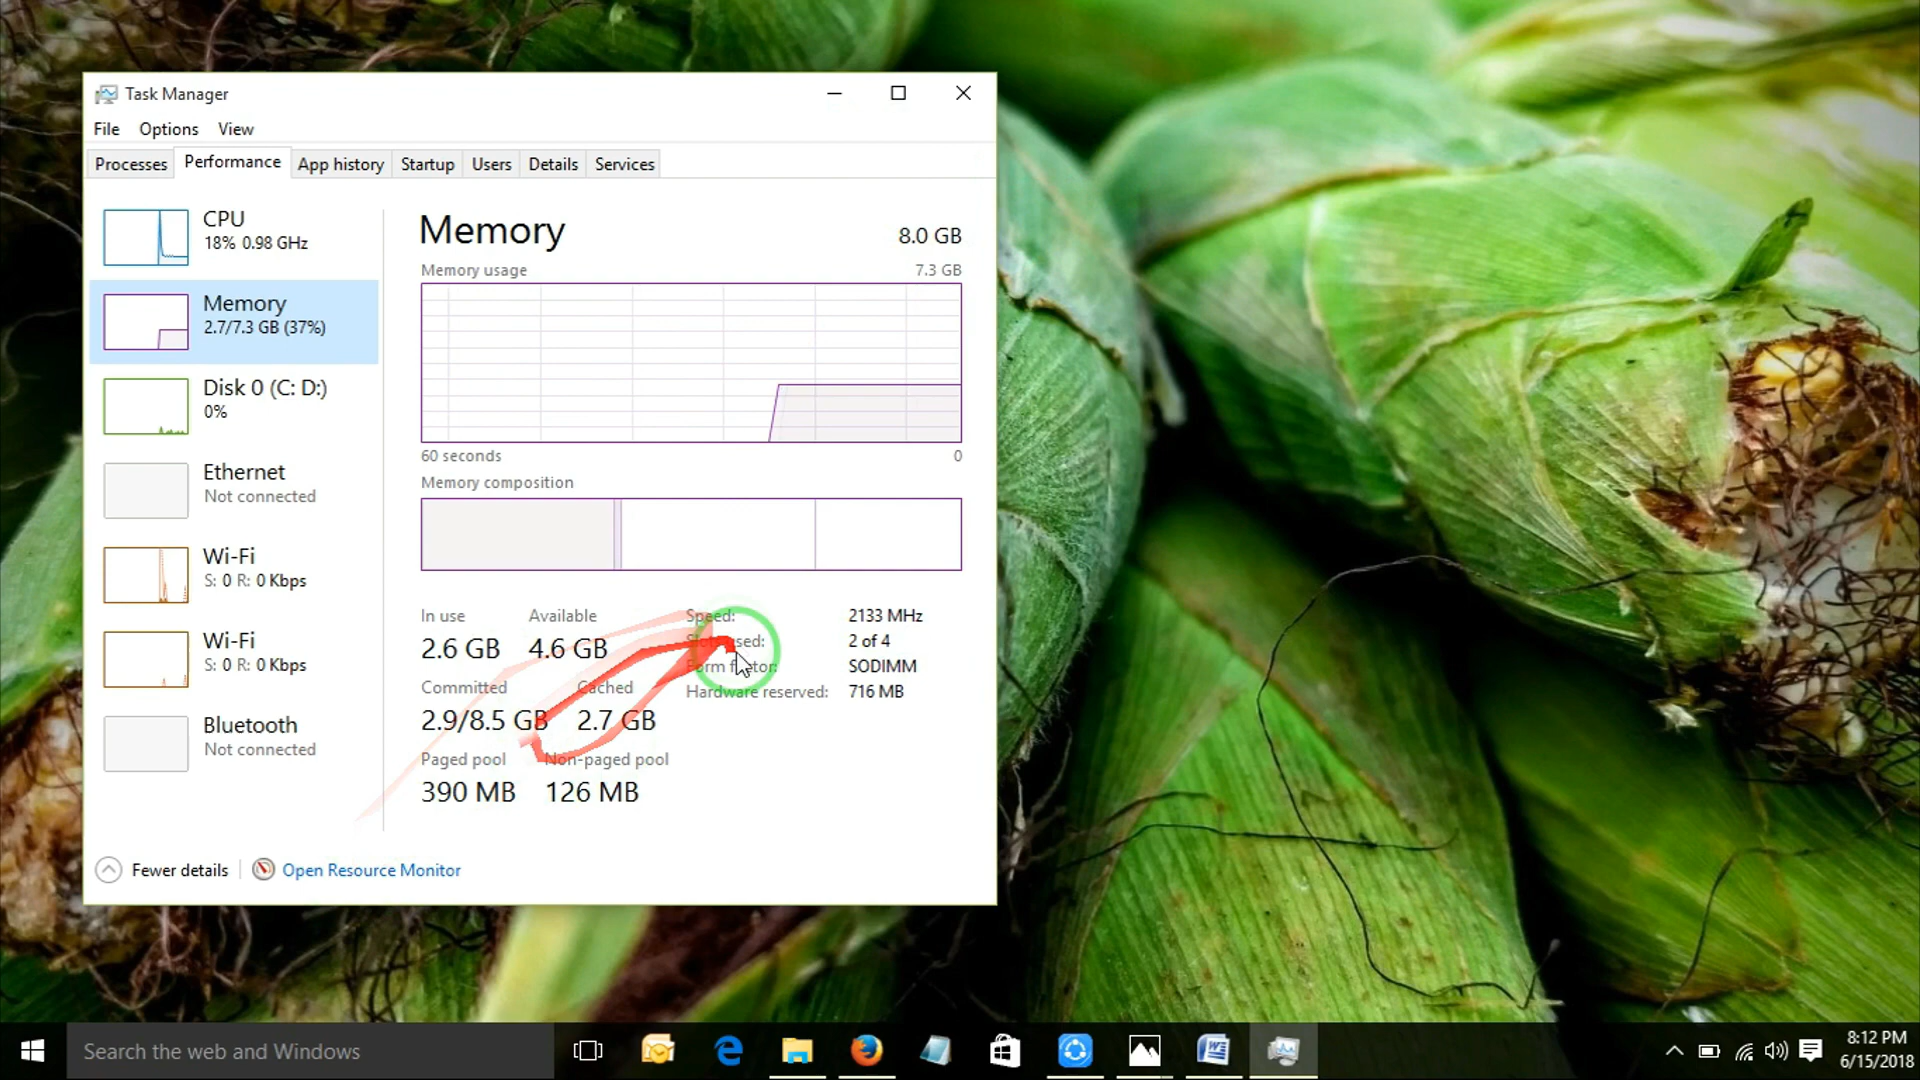 Task Manager
File Options View
Processes Performance App history Startup Users Details Services
CPU
18% 0.98 GHz
Memory
2.7/7.3 GB (37%)
Disk 0 (C: D:)
0%
Ethernet
Not connected
Wi-Fi
S: 0 R: 0 Kbps
Wi-Fi
S: 0 R: 0 Kbps
Bluetooth
Not connected
Memory 8.0 GB
Memory usage 7.3 GB
60 seconds 0
Memory composition
In use Available
2.6 GB 4.6 GB
Committed Cached
2.9/8.5 GB 2.7 GB
Paged pool Non-paged pool
390 MB 126 MB
Speed: 2133 MHz
Slots used: 2 of 4
Form factor: SODIMM
Hardware reserved: 716 MB
Fewer details Open Resource Monitor
Search the web and Windows
8:12 PM
6/15/2018